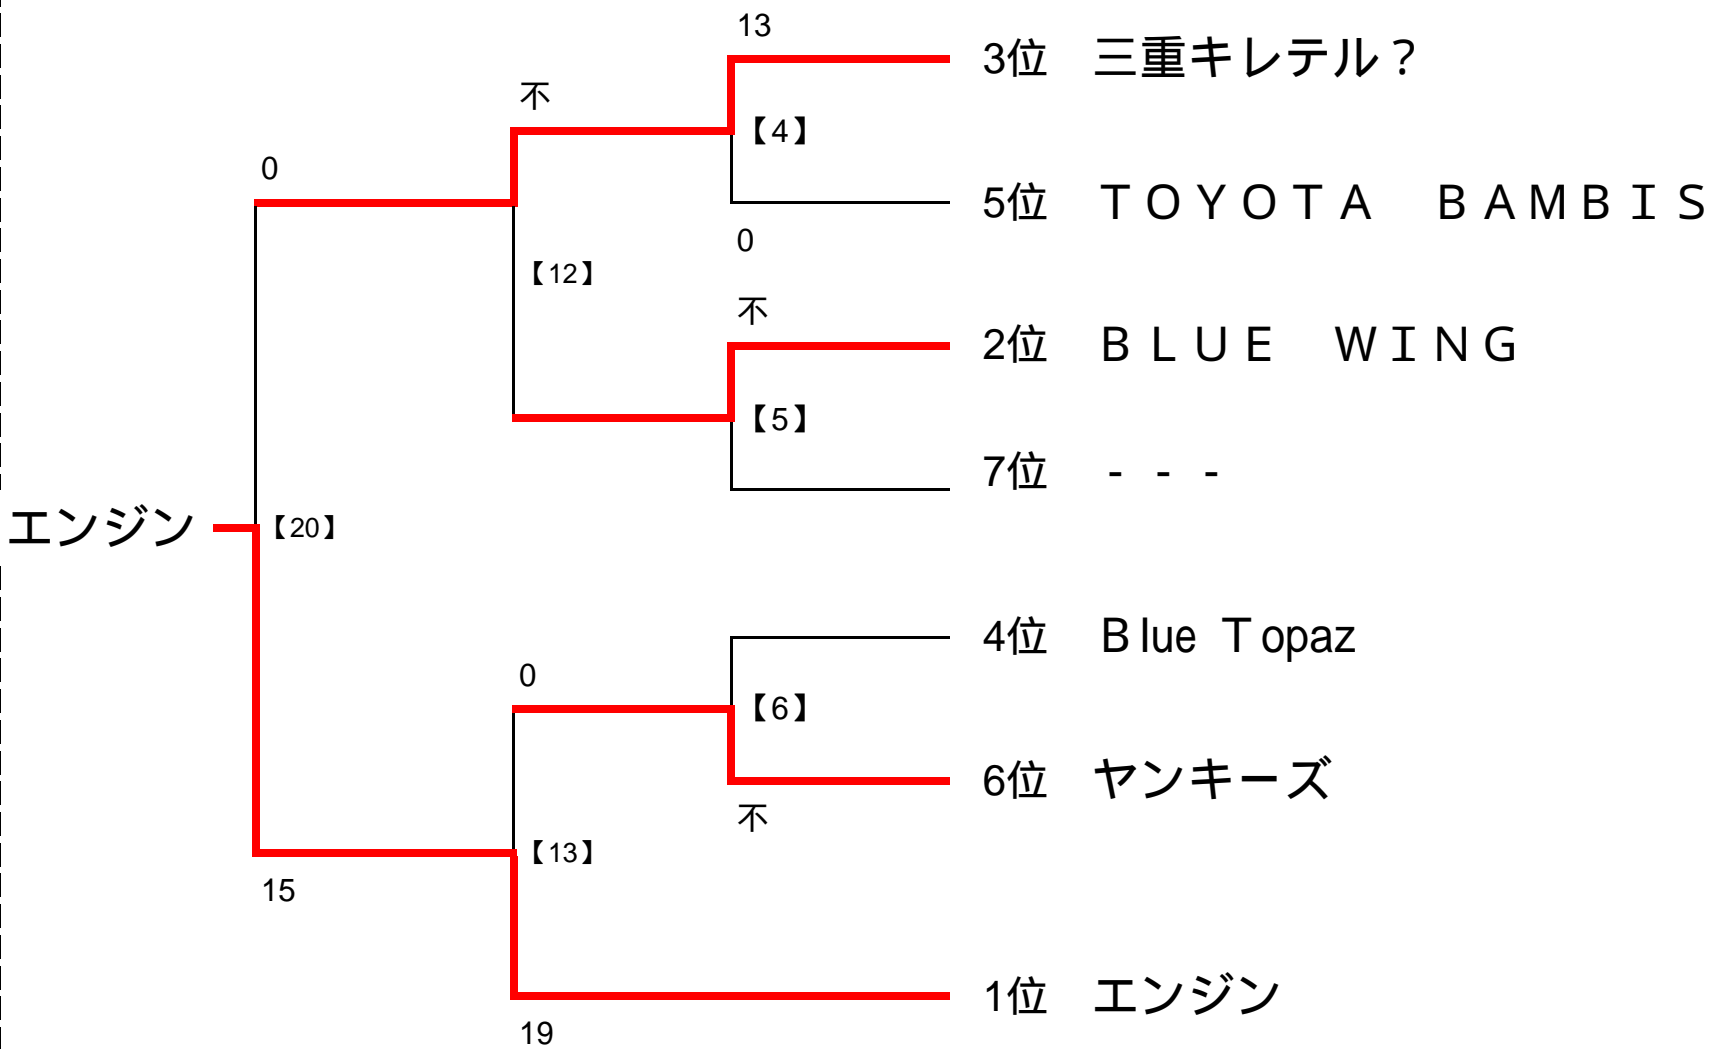 13
3位 三重キレテル？
不
【4】
0
5位 ＴＯＹＯＴＡ ＢＡＭＢＩＳ
0
【12】
不
2位 ＢＬＵＥ ＷＩＮＧ
【5】
7位 - - -
エンジン 【20】
4位 Ｂlue Ｔopaz
0
【6】
6位 ヤンキーズ
不
【13】
15
1位 エンジン
19